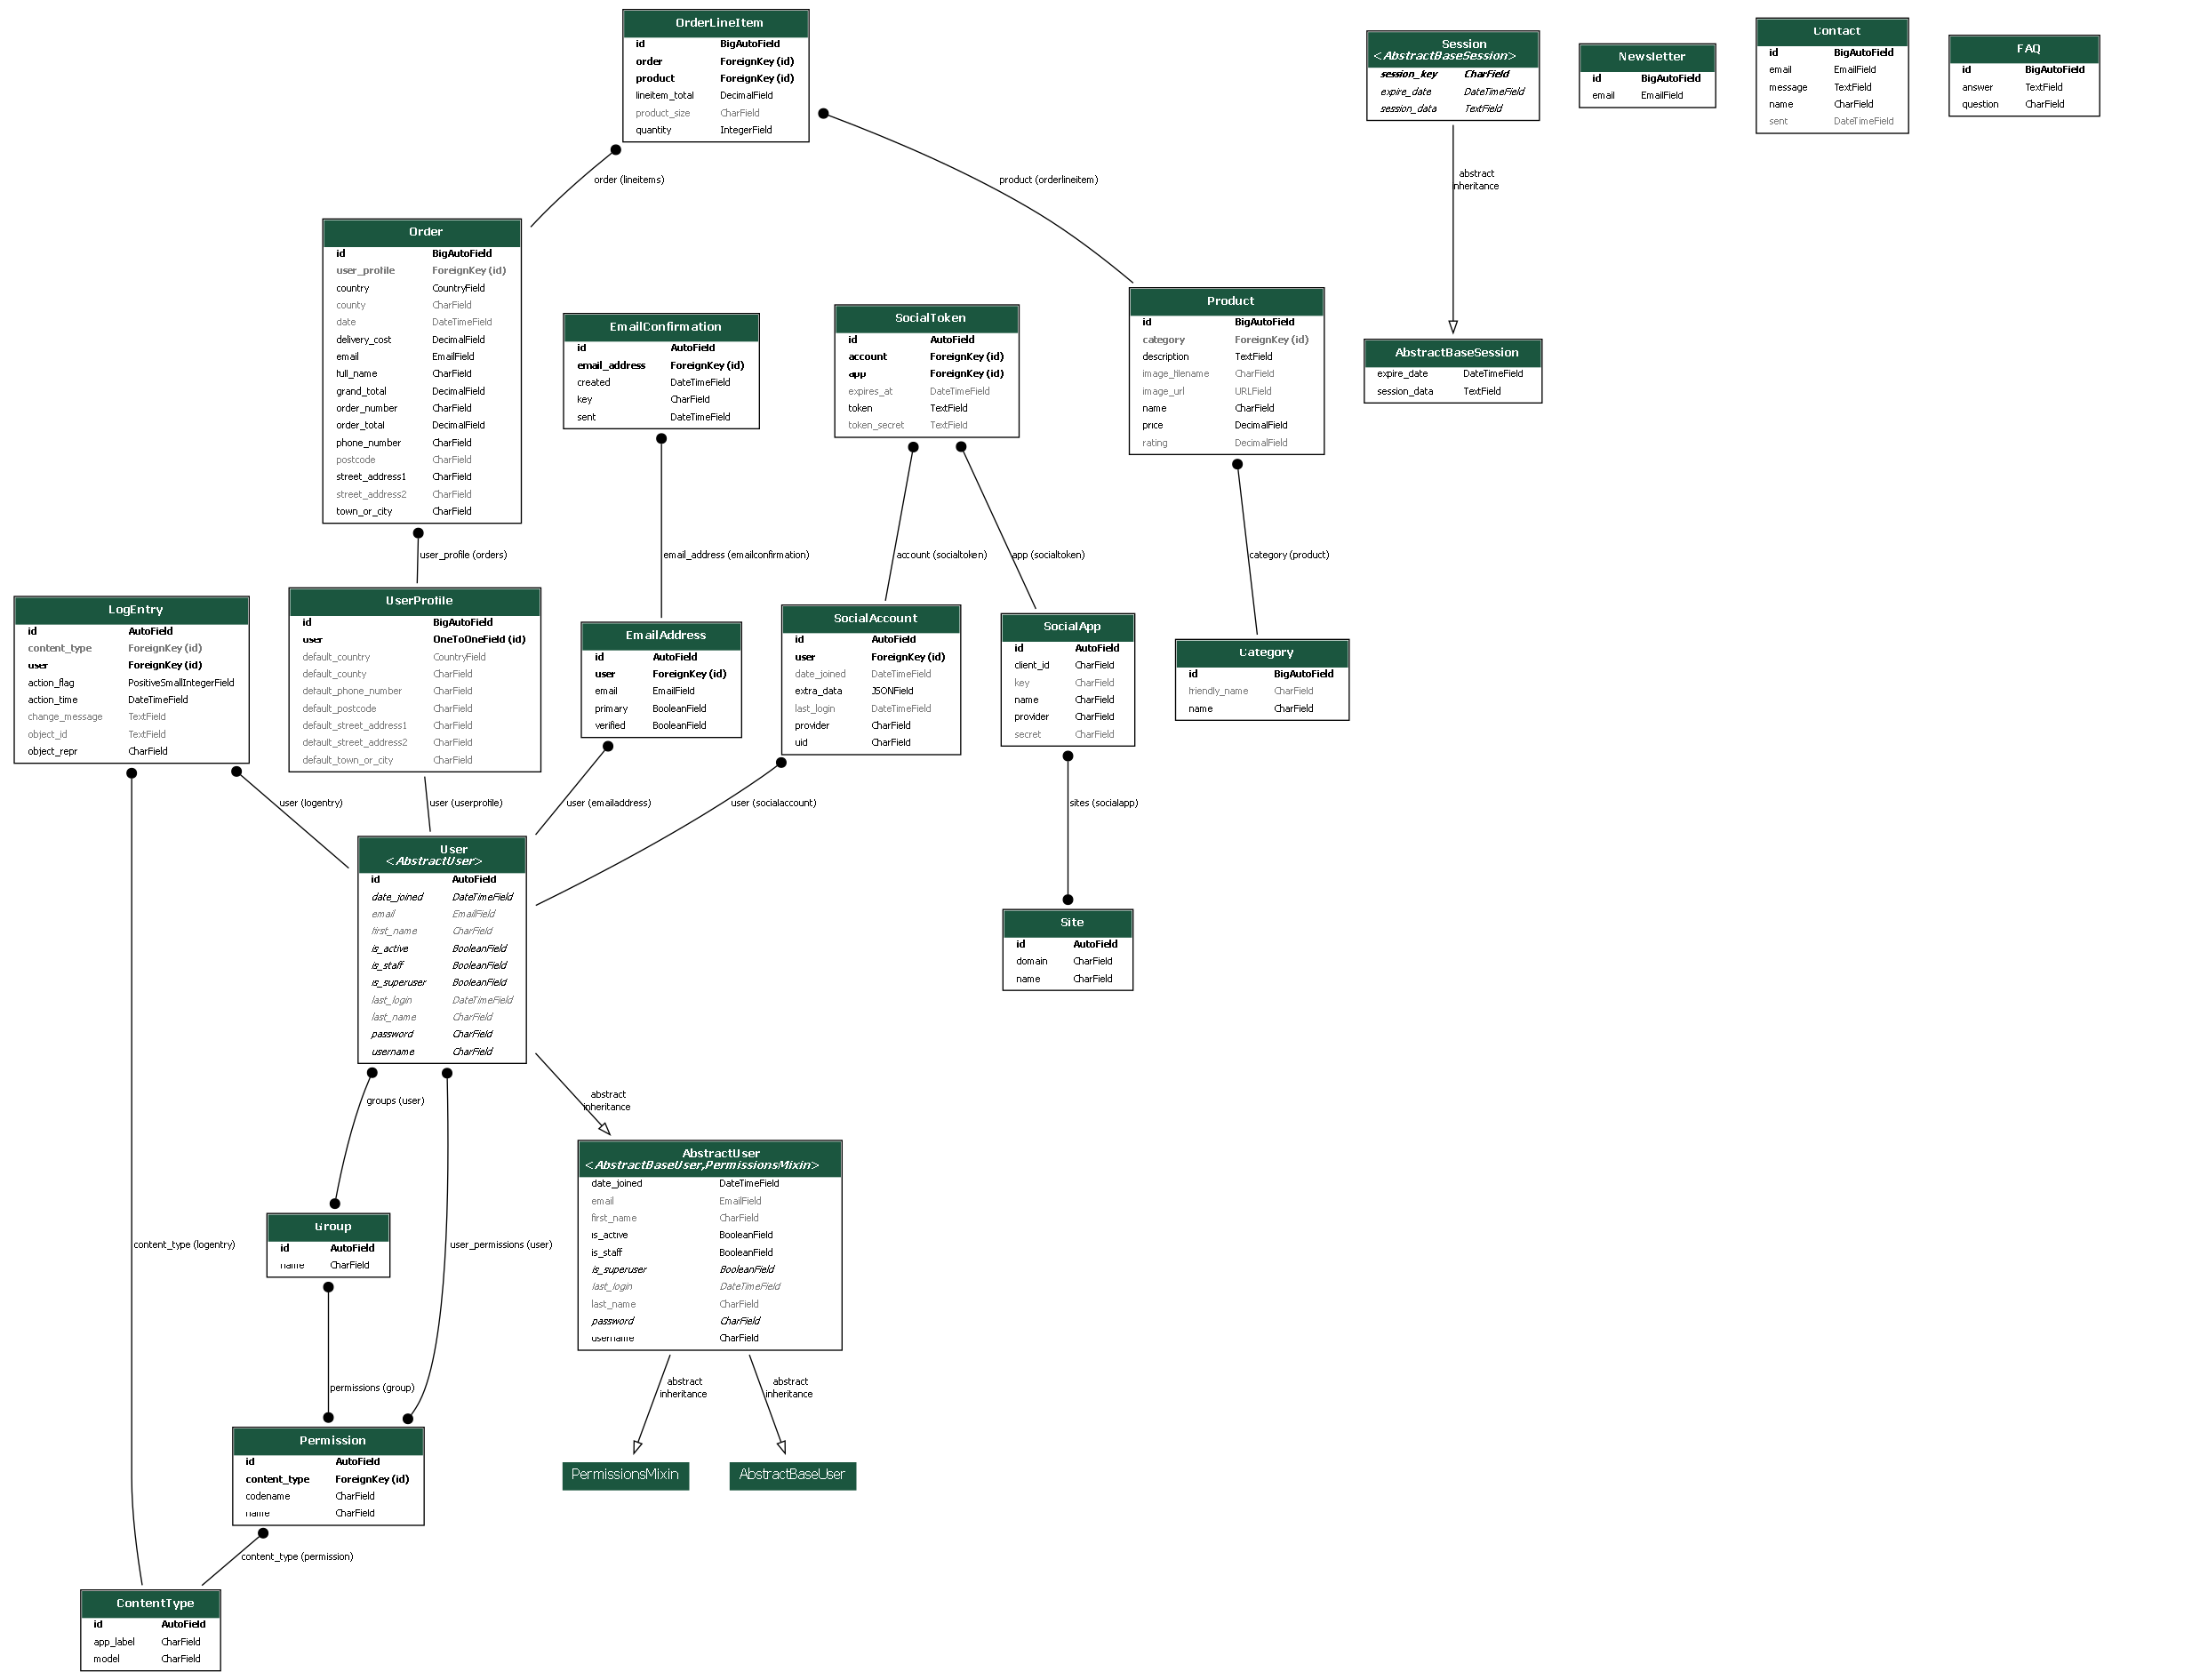 OrderLineItem
id BigAutoField
order ForeignKey (id)
product ForeignKey (id)
lineitem_total DecimalField
product_size CharField
quantity IntegerField
Session
<AbstractBaseSession>
session_key CharField
expire_date DateTimeField
session_data TextField
Newsletter
id BigAutoField
email EmailField
Contact
id BigAutoField
email EmailField
message TextField
name CharField
sent DateTimeField
FAQ
id BigAutoField
answer TextField
question CharField
order (lineitems)
product (orderlineitem)
abstract
inheritance
Order
id BigAutoField
user_profile ForeignKey (id)
country CountryField
county CharField
date DateTimeField
delivery_cost DecimalField
email EmailField
full_name CharField
grand_total DecimalField
order_number CharField
order_total DecimalField
phone_number CharField
postcode CharField
street_address1 CharField
street_address2 CharField
town_or_city CharField
EmailConfirmation
id AutoField
email_address ForeignKey (id)
created DateTimeField
key CharField
sent DateTimeField
SocialToken
id AutoField
account ForeignKey (id)
app ForeignKey (id)
expires_at DateTimeField
token TextField
token_secret TextField
Product
id BigAutoField
category ForeignKey (id)
description TextField
image_filename CharField
image_url URLField
name CharField
price DecimalField
rating DecimalField
AbstractBaseSession
expire_date DateTimeField
session_data TextField
user_profile (orders)
email_address (emailconfirmation)
account (socialtoken)
app (socialtoken)
category (product)
LogEntry
id AutoField
content_type ForeignKey (id)
user ForeignKey (id)
action_flag PositiveSmallIntegerField
action_time DateTimeField
change_message TextField
object_id TextField
object_repr CharField
UserProfile
id BigAutoField
user OneToOneField (id)
default_country CountryField
default_county CharField
default_phone_number CharField
default_postcode CharField
default_street_address1 CharField
default_street_address2 CharField
default_town_or_city CharField
EmailAddress
id AutoField
user ForeignKey (id)
email EmailField
primary BooleanField
verified BooleanField
SocialAccount
id AutoField
user ForeignKey (id)
date_joined DateTimeField
extra_data JSONField
last_login DateTimeField
provider CharField
uid CharField
SocialApp
id AutoField
client_id CharField
key CharField
name CharField
provider CharField
secret CharField
Category
id BigAutoField
friendly_name CharField
name CharField
user (logentry)
user (userprofile)
user (emailaddress)
user (socialaccount)
sites (socialapp)
User
<AbstractUser>
id AutoField
date_joined DateTimeField
email EmailField
first_name CharField
is_active BooleanField
is_staff BooleanField
is_superuser BooleanField
last_login DateTimeField
last_name CharField
password CharField
username CharField
Site
id AutoField
domain CharField
name CharField
groups (user)
abstract
inheritance
AbstractUser
<AbstractBaseUser,PermissionsMixin>
date_joined DateTimeField
email EmailField
first_name CharField
is_active BooleanField
is_staff BooleanField
is_superuser BooleanField
last_login DateTimeField
last_name CharField
password CharField
username CharField
Group
id AutoField
name CharField
content_type (logentry)
user_permissions (user)
permissions (group)
abstract
inheritance
abstract
inheritance
Permission
id AutoField
content_type ForeignKey (id)
codename CharField
name CharField
PermissionsMixin
AbstractBaseUser
content_type (permission)
ContentType
id AutoField
app_label CharField
model CharField